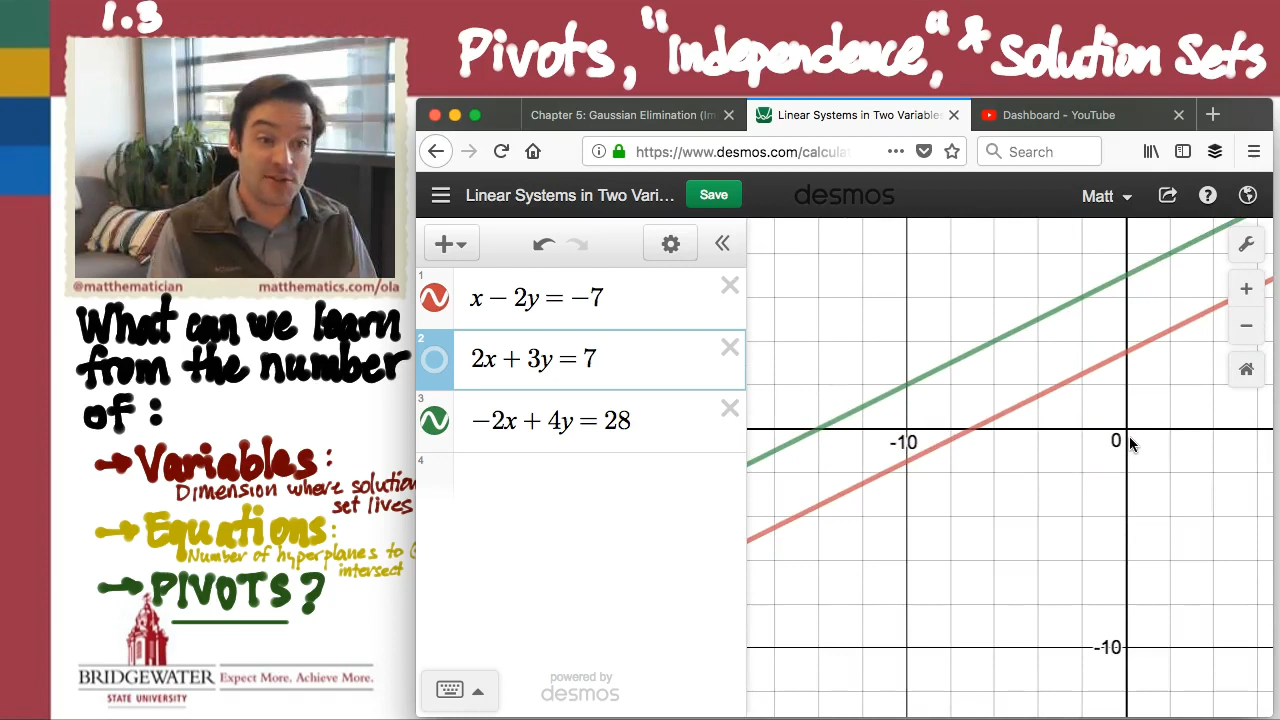 1.3
Pivots, "Independence," & Solution Sets
@matthematician matthematics.com/ola
What can we learn
from the number
of:
→ Variables:
Dimension where solution
set lives
→ Equations:
Number of hyperplanes to
intersect
→ PIVOTS?
BRIDGEWATER
STATE UNIVERSITY
Expect More. Achieve More.
Chapter 5: Gaussian Elimination (Im
Linear Systems in Two Variables
Dashboard - YouTube
https://www.desmos.com/calcula
Search
Linear Systems in Two Vari...
Save
desmos
Matt
1
x − 2y = −7
2
2x + 3y = 7
3
−2x + 4y = 28
4
-10
0
-10
powered by
desmos